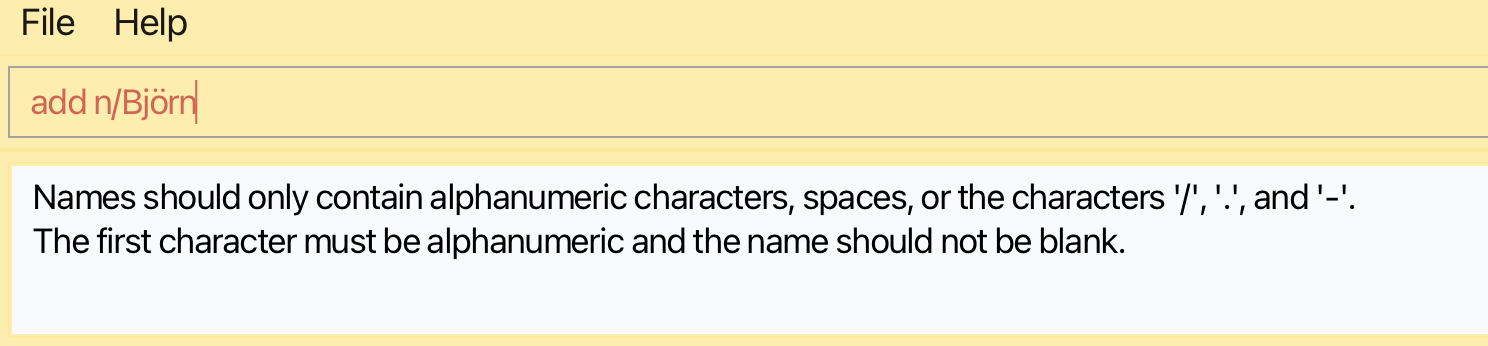 File Help
add n/Björn
Names should only contain alphanumeric characters, spaces, or the characters '/', '.', and '-'.
The first character must be alphanumeric and the name should not be blank.